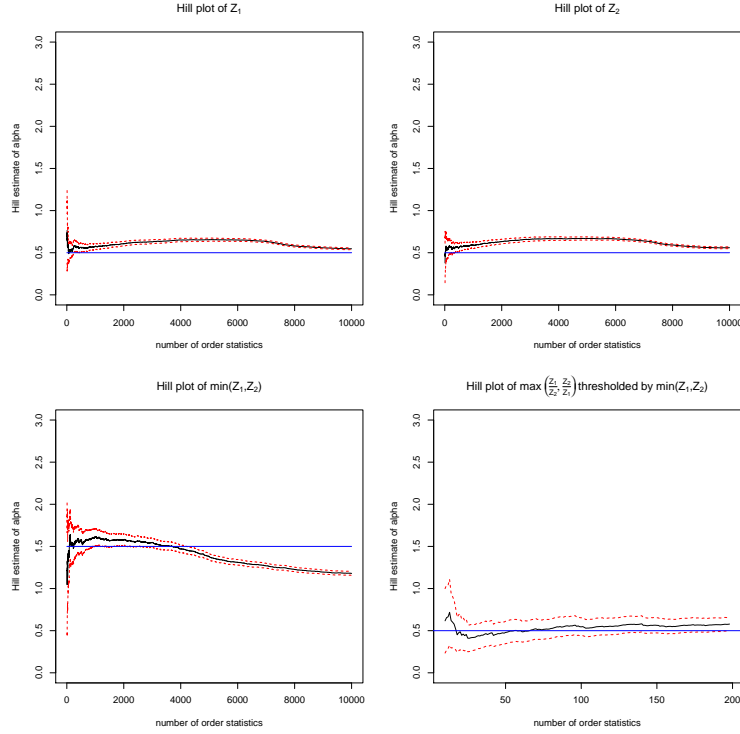 Hill plot of Z₁
Hill estimate of alpha
0.0 0.5 1.0 1.5 2.0 2.5 3.0
0 2000 4000 6000 8000 10000
number of order statistics
Hill plot of Z₂
Hill estimate of alpha
0.0 0.5 1.0 1.5 2.0 2.5 3.0
0 2000 4000 6000 8000 10000
number of order statistics
Hill plot of min(Z₁,Z₂)
Hill estimate of alpha
0.0 0.5 1.0 1.5 2.0 2.5 3.0
0 2000 4000 6000 8000 10000
number of order statistics
Hill plot of max (Z₁/Z₂, Z₂/Z₁) thresholded by min(Z₁,Z₂)
Hill estimate of alpha
0.0 0.5 1.0 1.5 2.0 2.5 3.0
50 100 150 200
number of order statistics